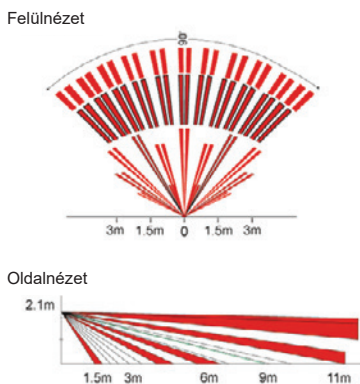 Felülnézet
90°
3m 1.5m 0 1.5m 3m
Oldalnézet
2.1m
1.5m 3m 6m 9m 11m